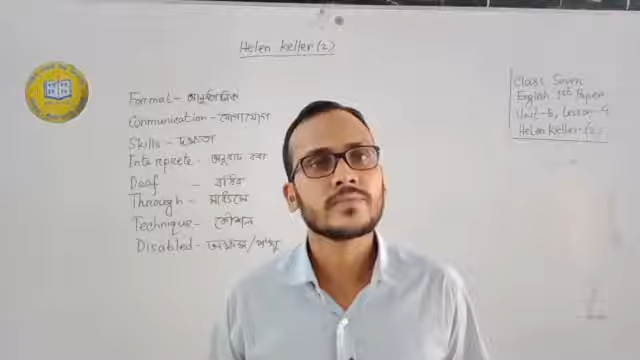 Helen Keller (2)
Formal - আনুষ্ঠানিক
Communication - যোগাযোগ
Skills - দক্ষতা
Interprete - অনুবাদ করা
Deaf - বধির
Through - মাধ্যমে
Technique - কৌশল
Disabled - অক্ষম/পঙ্গু
Class Seven
English 1st Paper
Unit-5, Lesson-4
Helen Keller (2)